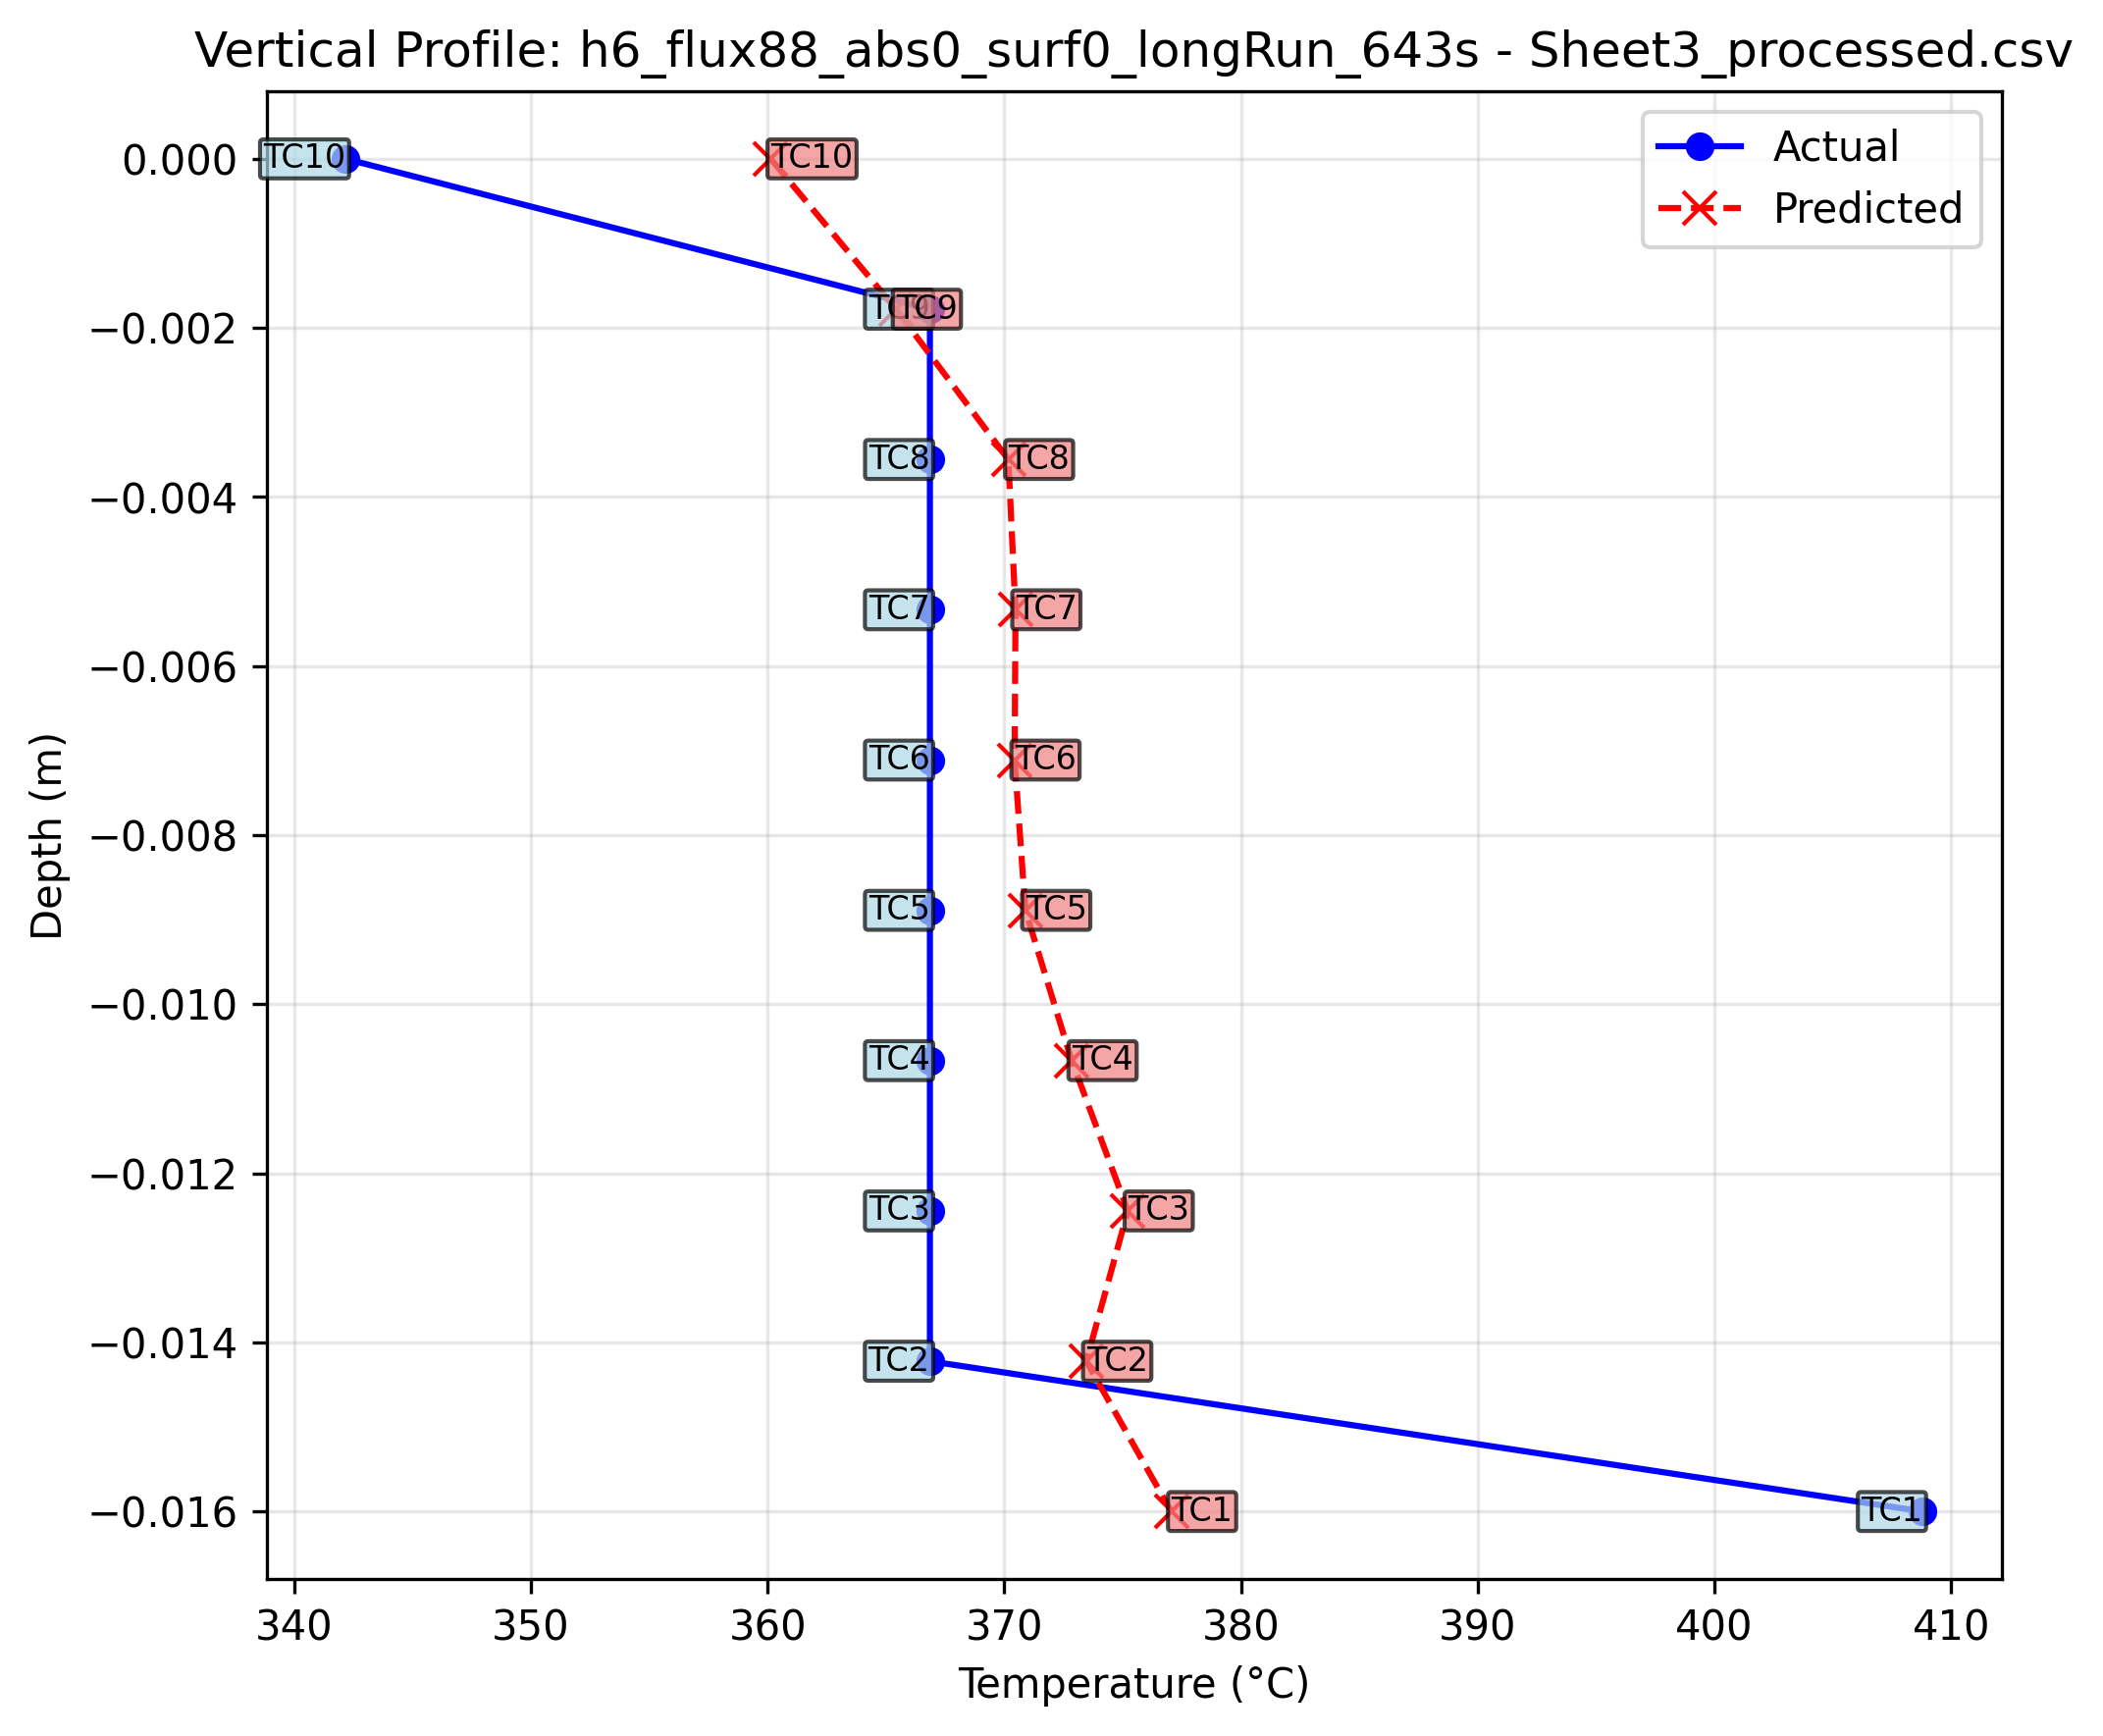 Vertical Profile: h6_flux88_abs0_surf0_longRun_643s - Sheet3_processed.csv
Actual
Predicted
0.000
−0.002
−0.004
−0.006
−0.008
−0.010
−0.012
−0.014
−0.016
Depth (m)
TC10 TC10
TC9 TC9
TC8 TC8
TC7 TC7
TC6 TC6
TC5 TC5
TC4 TC4
TC3 TC3
TC2 TC2
TC1 TC1
340 350 360 370 380 390 400 410
Temperature (°C)